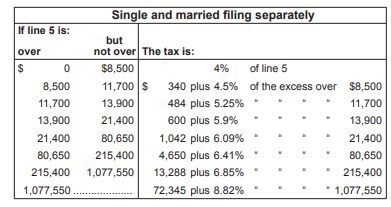 Single and married filing separately
If line 5 is:
but
over not over The tax is:
$ 0 $8,500 4% of line 5
8,500 11,700 $ 340 plus 4.5% of the excess over $8,500
11,700 13,900 484 plus 5.25% " " " " 11,700
13,900 21,400 600 plus 5.9% " " " " 13,900
21,400 80,650 1,042 plus 6.09% " " " " 21,400
80,650 215,400 4,650 plus 6.41% " " " " 80,650
215,400 1,077,550 13,288 plus 6.85% " " " " 215,400
1,077,550 ..................... 72,345 plus 8.82% " " " " 1,077,550